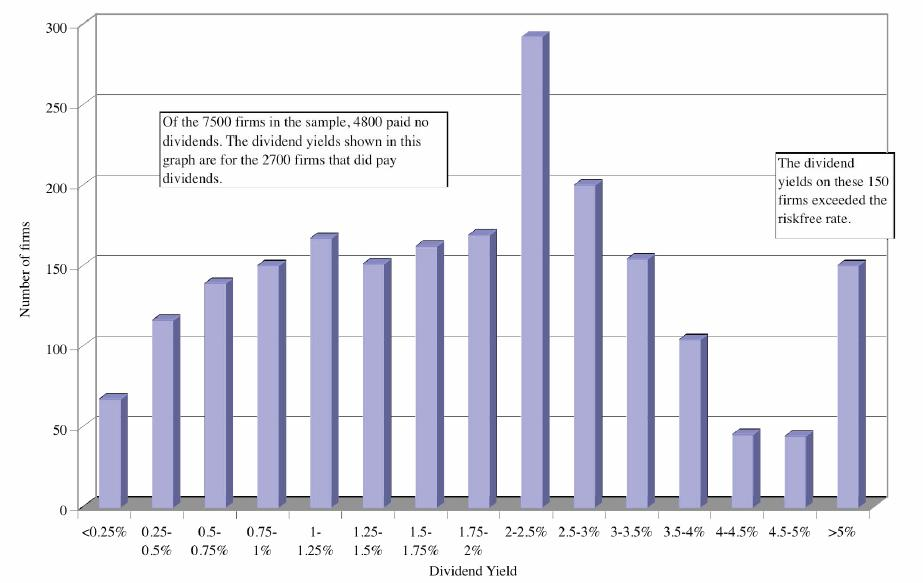 300
250
200
150
100
50
0
Number of firms
Of the 7500 firms in the sample, 4800 paid no
dividends. The dividend yields shown in this
graph are for the 2700 firms that did pay
dividends.
The dividend
yields on these 150
firms exceeded the
riskfree rate.
<0.25% 0.25- 0.5- 0.75- 1- 1.25- 1.5- 1.75- 2-2.5% 2.5-3% 3-3.5% 3.5-4% 4-4.5% 4.5-5% >5%
0.5% 0.75% 1% 1.25% 1.5% 1.75% 2%
Dividend Yield